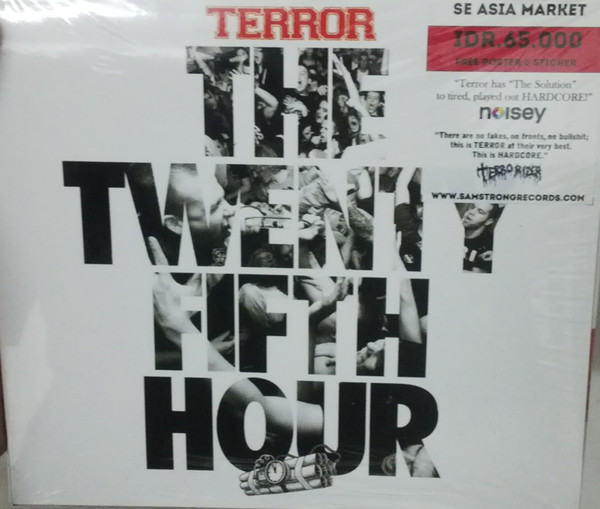 TERROR
THE
TWENTY
FIFTH
HOUR
SE ASIA MARKET
IDR.65.000
FREE POSTER & STICKER
"Terror has "The Solution"
to tired, played out HARDCORE!"
noisey
"There are no fakes, no fronts, no bullshit;
this is TERROR at their very best.
This is HARDCORE."
TERRORIZER
WWW.SAMSTRONGRECORDS.COM